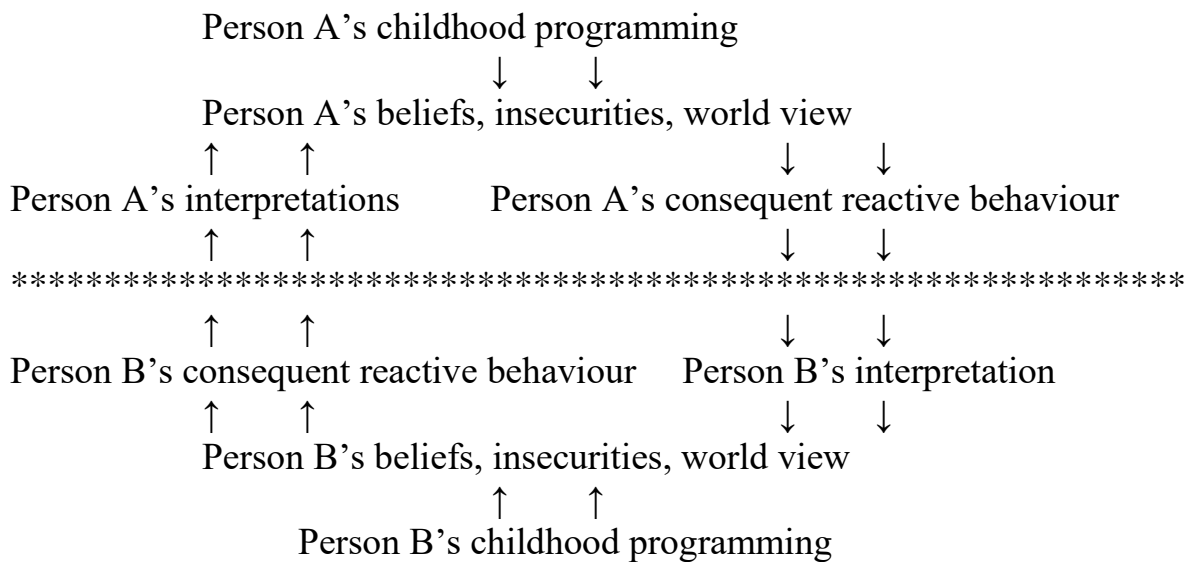 Person A’s childhood programming
↓ ↓
Person A’s beliefs, insecurities, world view
↑ ↑ ↓ ↓
Person A’s interpretations Person A’s consequent reactive behaviour
↑ ↑ ↓ ↓
***************************************************************
↑ ↑ ↓ ↓
Person B’s consequent reactive behaviour Person B’s interpretation
↑ ↑ ↓ ↓
Person B’s beliefs, insecurities, world view
↑ ↑
Person B’s childhood programming